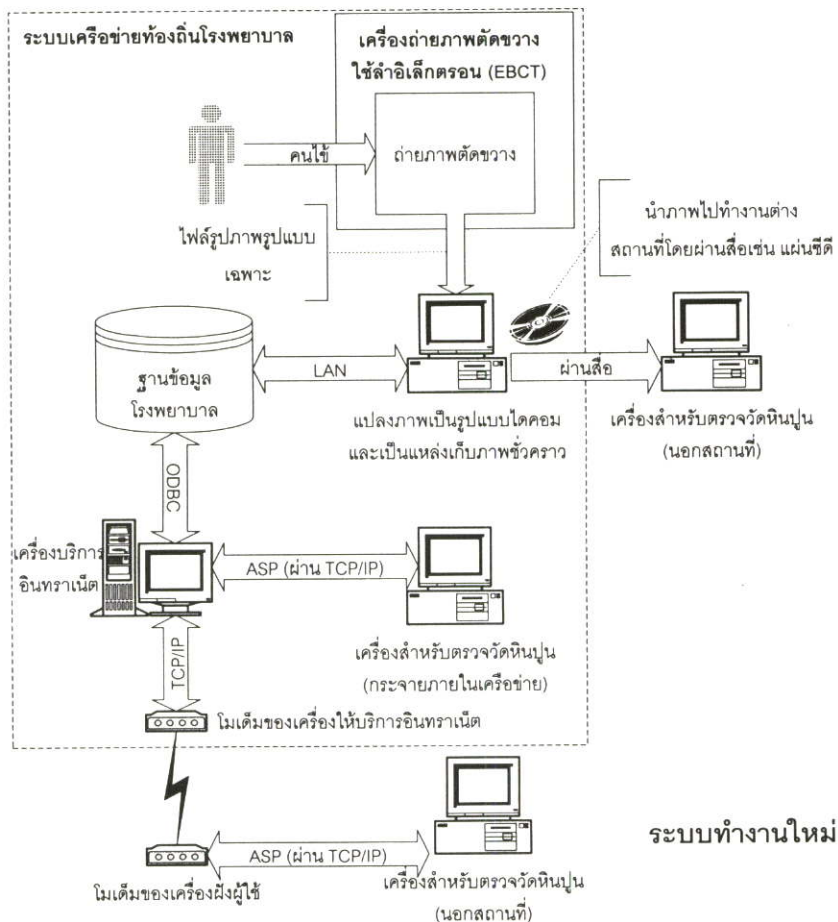 ระบบเครือข่ายท้องถิ่นโรงพยาบาล
เครื่องถ่ายภาพตัดขวาง
ใช้ลำอิเล็กตรอน (EBCT)
คนไข้
ถ่ายภาพตัดขวาง
ไฟล์รูปภาพรูปแบบ
เฉพาะ
นำภาพไปทำงานต่าง
สถานที่โดยผ่านสื่อเช่น แผ่นซีดี
ฐานข้อมูล
โรงพยาบาล
LAN
ผ่านสื่อ
แปลงภาพเป็นรูปแบบไดคอม
และเป็นแหล่งเก็บภาพชั่วคราว
เครื่องสำหรับตรวจวัดหินปูน
(นอกสถานที่)
ODBC
เครื่องบริการ
อินทราเน็ต
ASP (ผ่าน TCP/IP)
เครื่องสำหรับตรวจวัดหินปูน
(กระจายภายในเครือข่าย)
TCP/IP
โมเด็มของเครื่องให้บริการอินทราเน็ต
ASP (ผ่าน TCP/IP)
โมเด็มของเครื่องฝั่งผู้ใช้
เครื่องสำหรับตรวจวัดหินปูน
(นอกสถานที่)
ระบบทำงานใหม่